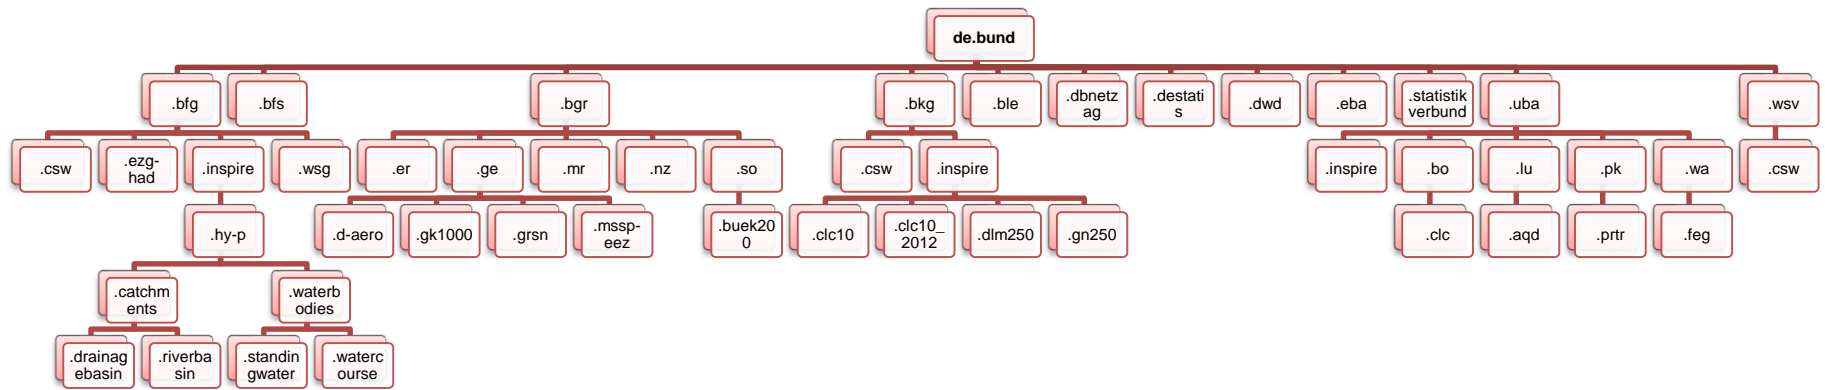 de.bund
.bfg
.bfs
.bgr
.bkg
.ble
.dbnetz
ag
.destati
s
.dwd
.eba
.statistik
verbund
.uba
.wsv
.csw
.ezg-
had
.inspire
.wsg
.er
.ge
.mr
.nz
.so
.csw
.inspire
.inspire
.bo
.lu
.pk
.wa
.csw
.hy-p
.d-aero
.gk1000
.grsn
.mssp-
eez
.buek20
0
.clc10
.clc10_
2012
.dlm250
.gn250
.clc
.aqd
.prtr
.feg
.catchm
ents
.waterb
odies
.drainag
ebasin
.riverba
sin
.standin
gwater
.waterc
ourse